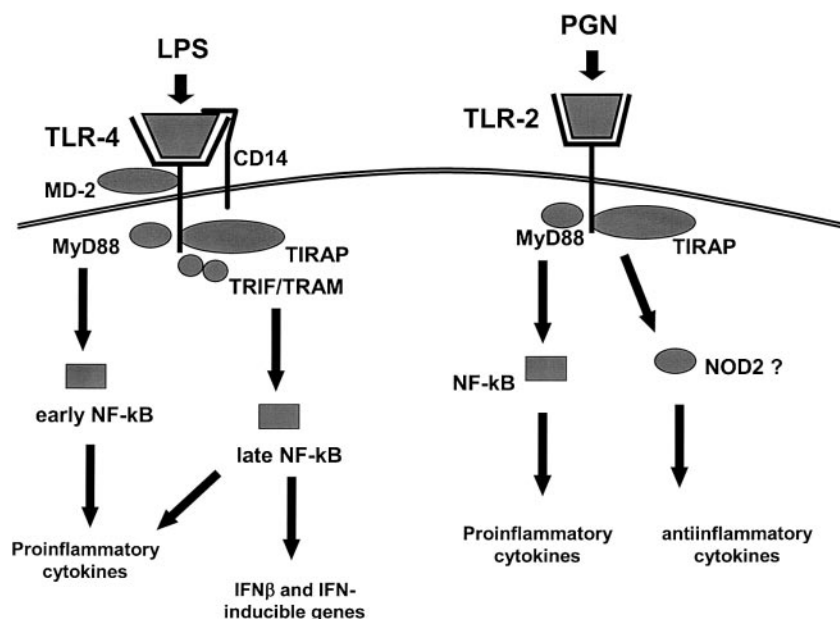 LPS
TLR-4
CD14
MD-2
MyD88
TIRAP
TRIF/TRAM
early NF-kB
late NF-kB
Proinflammatory
cytokines
IFNβ and IFN-
inducible genes
PGN
TLR-2
MyD88
TIRAP
NF-kB
NOD2 ?
Proinflammatory
cytokines
antiinflammatory
cytokines